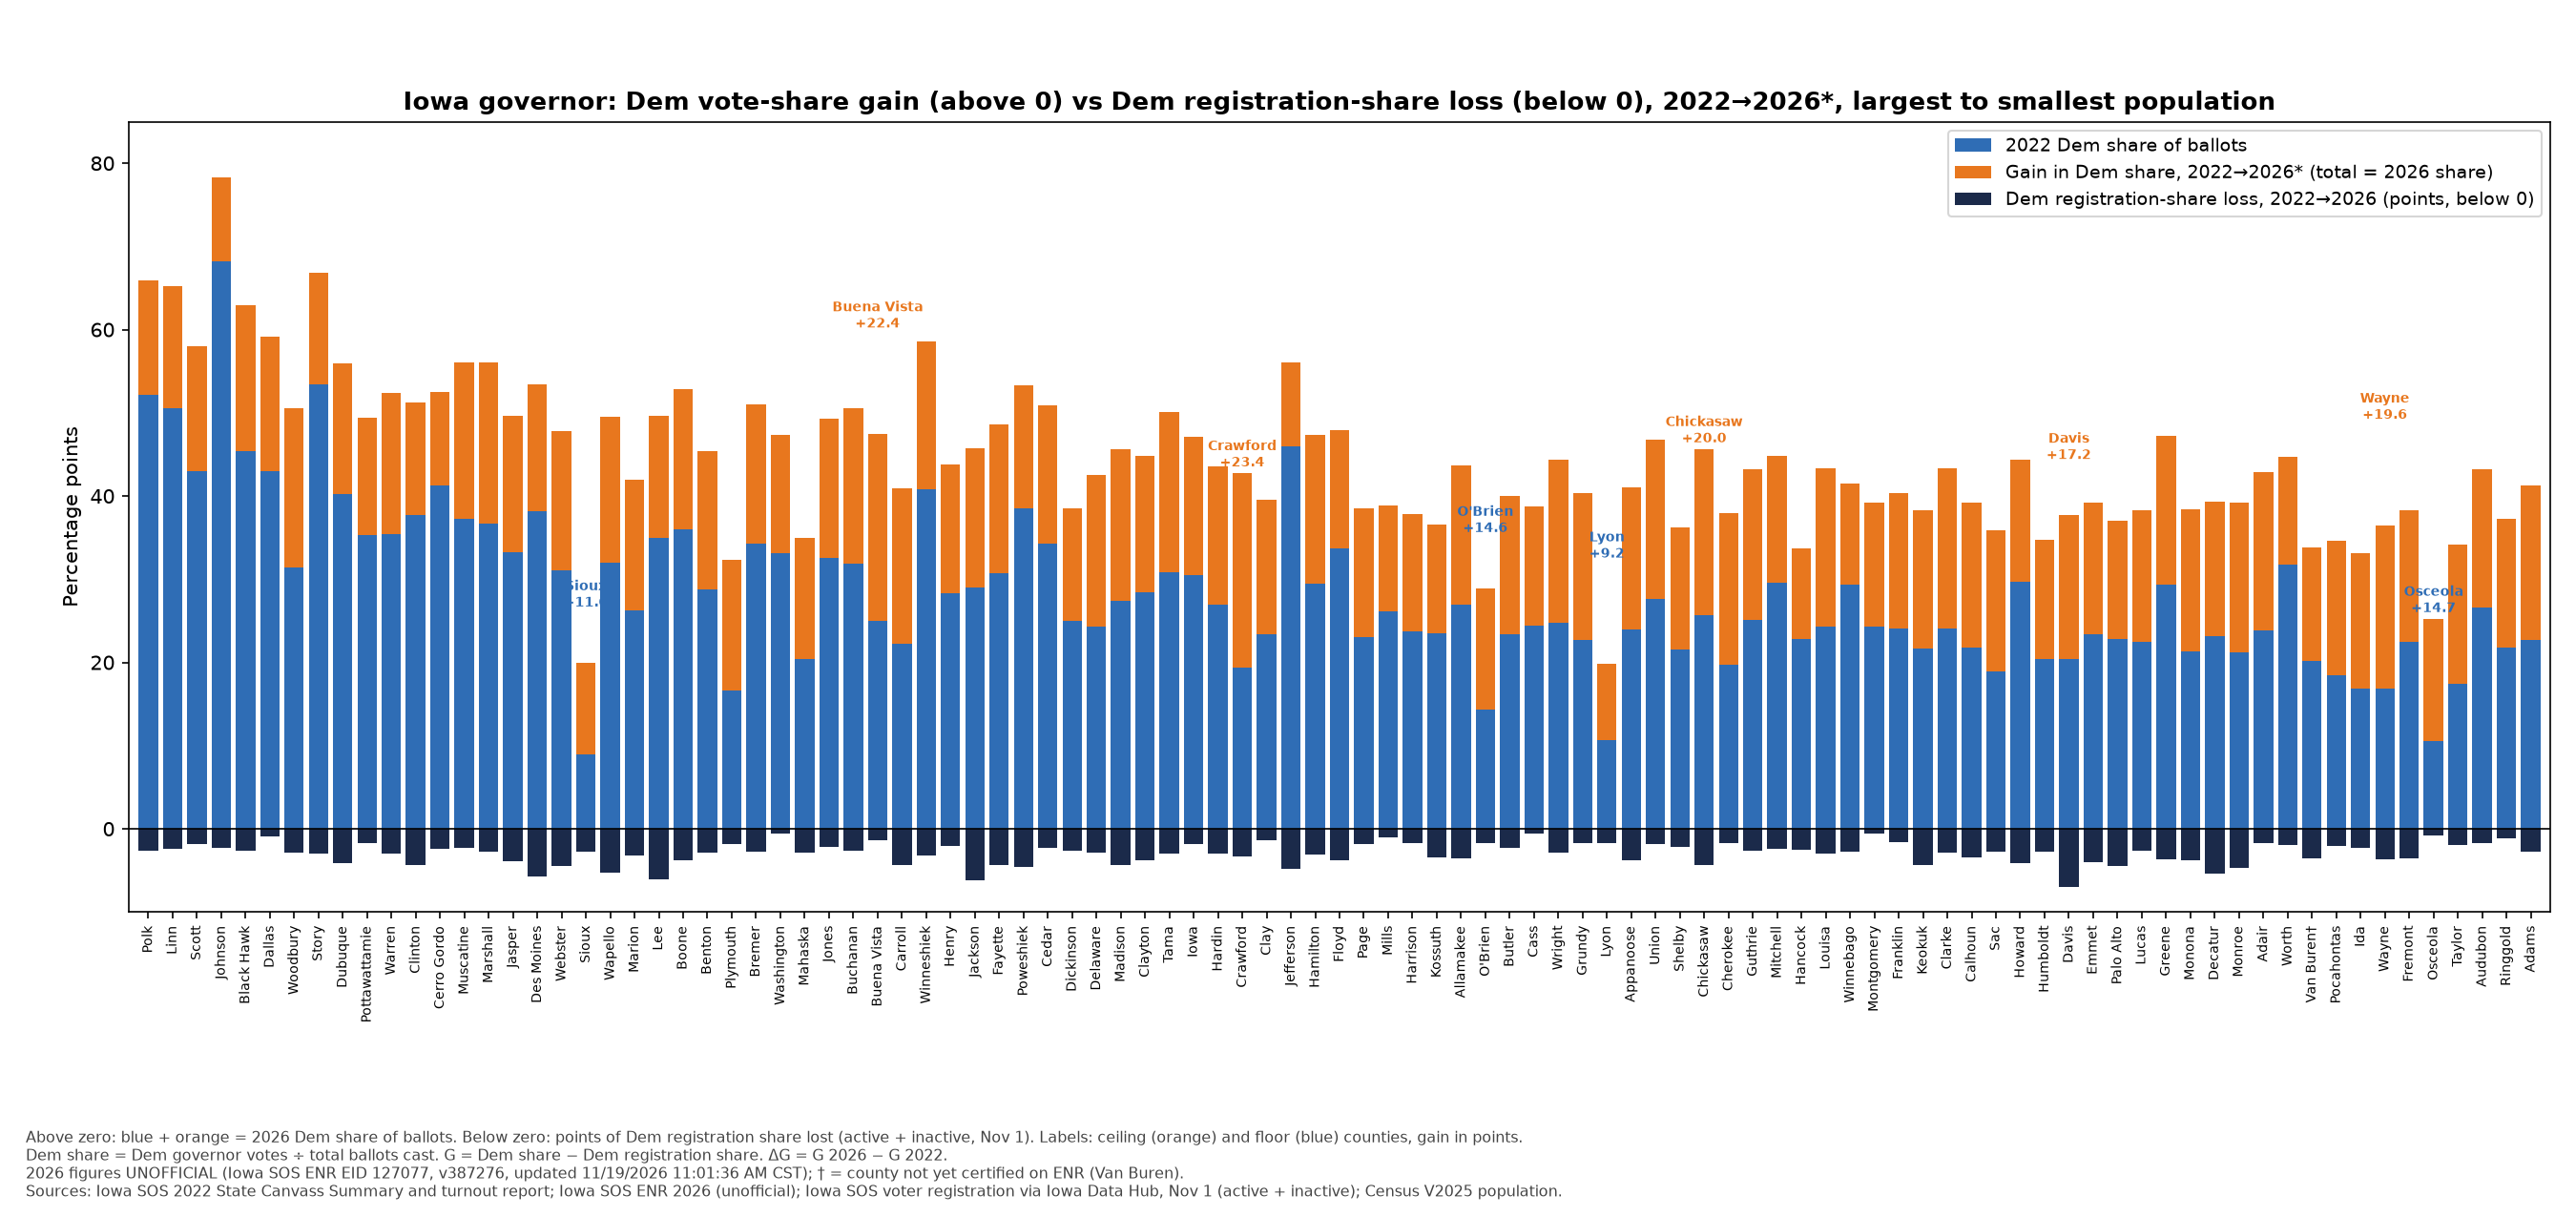 Iowa governor: Dem vote-share gain (above 0) vs Dem registration-share loss (below 0), 2022→2026*, largest to smallest population
2022 Dem share of ballots
Gain in Dem share, 2022→2026* (total = 2026 share)
Dem registration-share loss, 2022→2026 (points, below 0)
Percentage points
80
60
40
20
0
Buena Vista
+22.4
Crawford
+23.4
Chickasaw
+20.0
Davis
+17.2
Wayne
+19.6
O'Brien
+14.6
Lyon
+9.2
Sioux
Osceola
+14.7
Polk
Linn
Scott
Johnson
Black Hawk
Dallas
Woodbury
Story
Dubuque
Pottawattamie
Warren
Clinton
Cerro Gordo
Muscatine
Marshall
Jasper
Des Moines
Webster
Sioux
Wapello
Marion
Lee
Boone
Benton
Plymouth
Bremer
Washington
Mahaska
Jones
Buchanan
Buena Vista
Carroll
Winneshiek
Henry
Jackson
Fayette
Poweshiek
Cedar
Dickinson
Delaware
Madison
Clayton
Tama
Iowa
Hardin
Crawford
Clay
Jefferson
Hamilton
Floyd
Page
Mills
Harrison
Kossuth
Allamakee
O'Brien
Butler
Cass
Wright
Grundy
Lyon
Appanoose
Union
Shelby
Chickasaw
Cherokee
Guthrie
Mitchell
Hancock
Louisa
Winnebago
Montgomery
Franklin
Keokuk
Clarke
Calhoun
Sac
Howard
Humboldt
Davis
Emmet
Palo Alto
Lucas
Greene
Monona
Decatur
Monroe
Adair
Worth
Van Buren†
Pocahontas
Ida
Wayne
Fremont
Osceola
Taylor
Audubon
Ringgold
Adams
Above zero: blue + orange = 2026 Dem share of ballots. Below zero: points of Dem registration share lost (active + inactive, Nov 1). Labels: ceiling (orange) and floor (blue) counties, gain in points.
Dem share = Dem governor votes ÷ total ballots cast. G = Dem share − Dem registration share. ΔG = G 2026 − G 2022.
2026 figures UNOFFICIAL (Iowa SOS ENR EID 127077, v387276, updated 11/19/2026 11:01:36 AM CST); † = county not yet certified on ENR (Van Buren).
Sources: Iowa SOS 2022 State Canvass Summary and turnout report; Iowa SOS ENR 2026 (unofficial); Iowa SOS voter registration via Iowa Data Hub, Nov 1 (active + inactive); Census V2025 population.